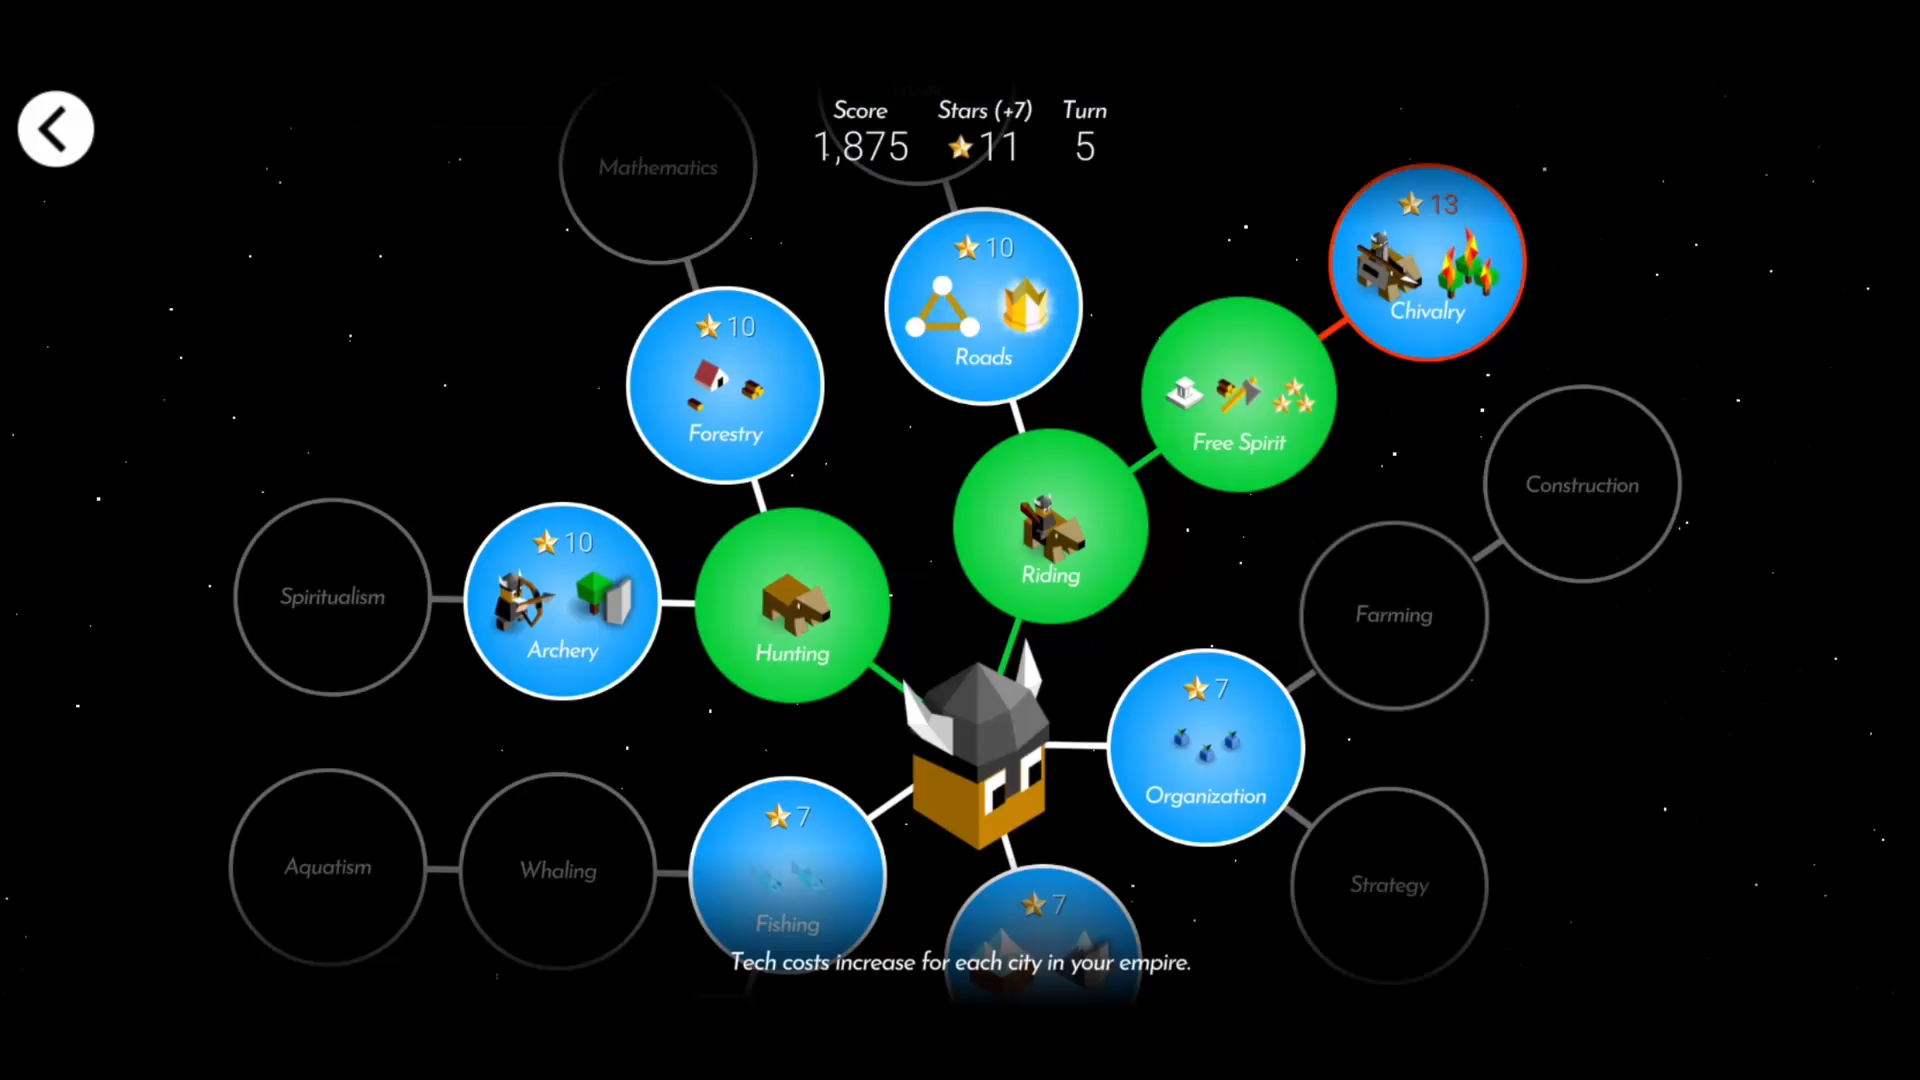 Score Stars (+7) Turn
1,875 11 5
Mathematics
13
Chivalry
10
Roads
10
Forestry
Free Spirit
Construction
10
Archery
Spiritualism
Riding
Hunting
Farming
7
Organization
7
Fishing
Aquatism
Whaling
Strategy
7
Tech costs increase for each city in your empire.